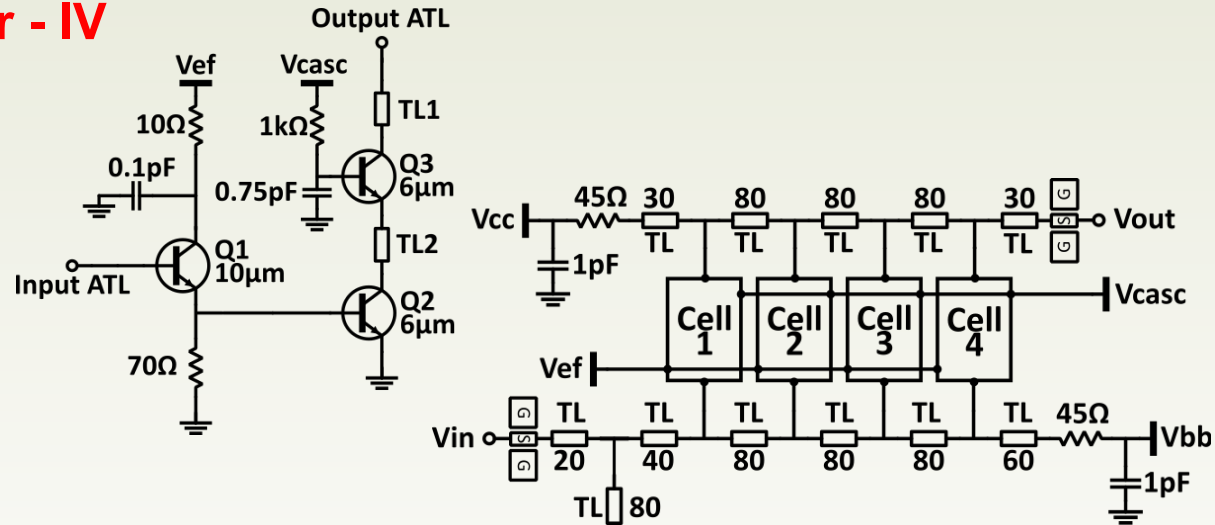 r - IV
Output ATL
Vef
Vcasc
TL1
10Ω
1kΩ
0.1pF
0.75pF
Q3
6µm
TL2
Q1
10µm
Input ATL
Q2
6µm
70Ω
45Ω 30 80 80 80 30 G
Vcc TL TL TL TL TL S Vout
G
1pF
Vcasc
Cell 1
Cell 2
Cell 3
Cell 4
Vef
G TL TL TL TL TL TL 45Ω
Vin S Vbb
G 20 40 80 80 80 60
1pF
TL 80